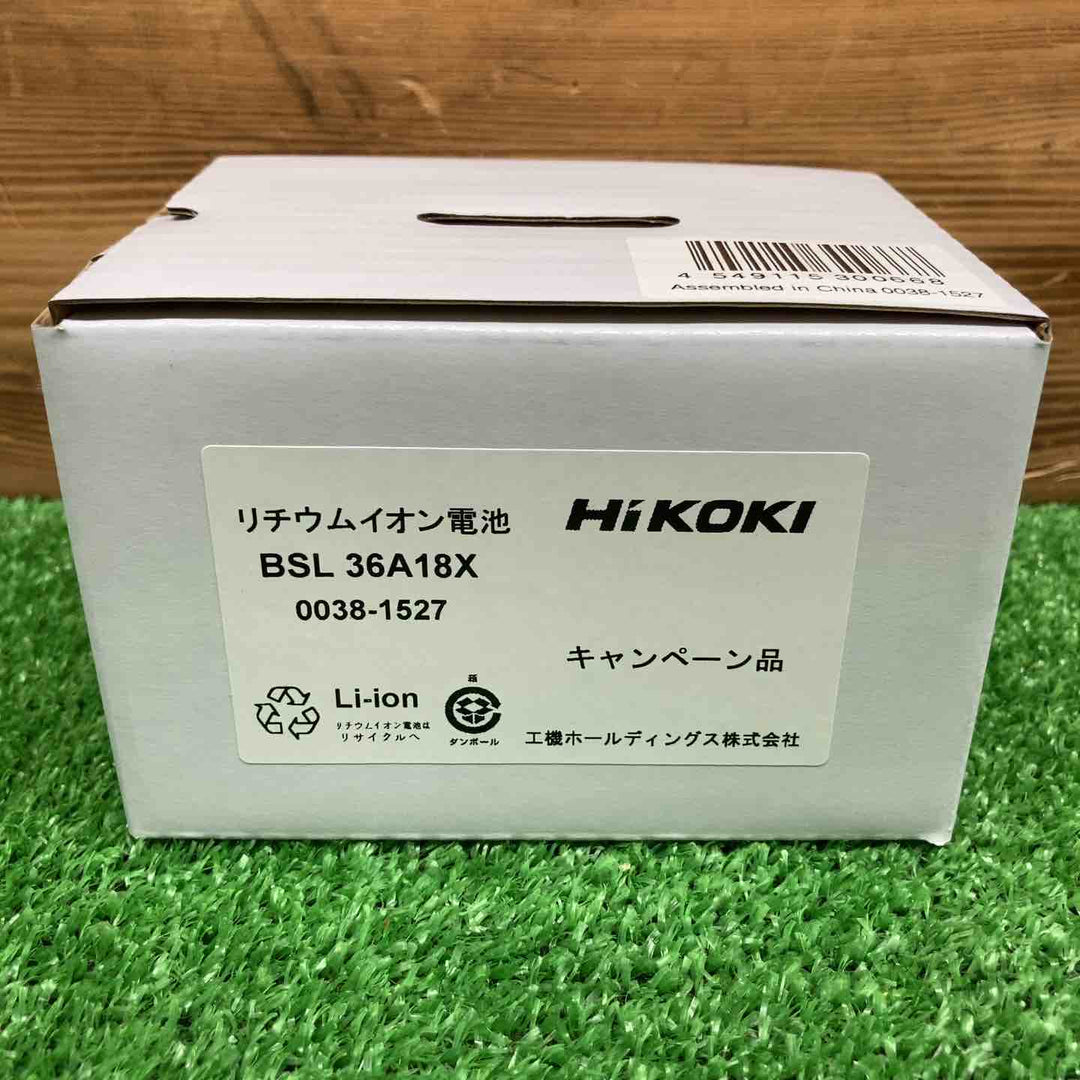 4 549115 300668
Assembled in China 0038-1527
リチウムイオン電池
HiKOKI
BSL 36A18X
0038-1527
キャンペーン品
Li-ion
リチウムイオン電池は
リサイクルへ
箱
ダンボール
工機ホールディングス株式会社